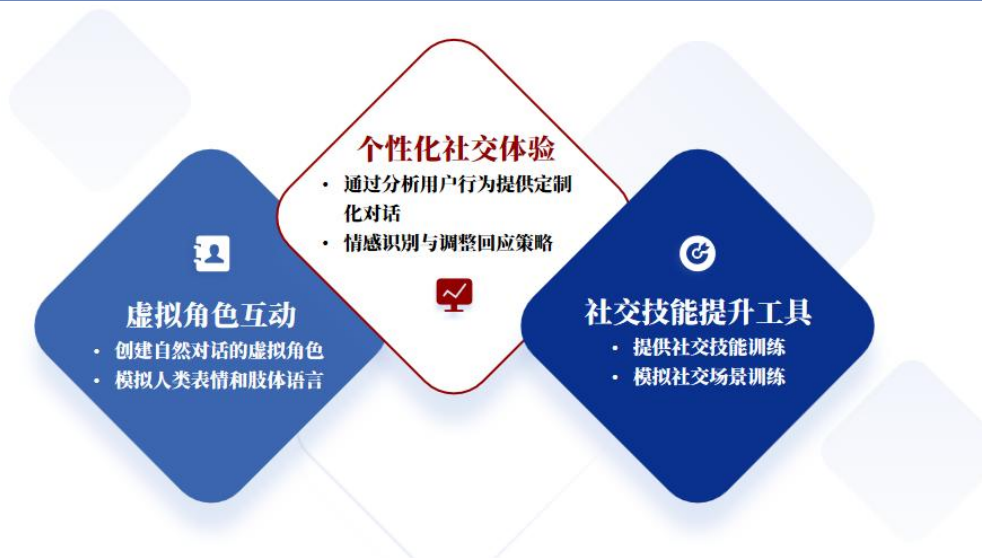 个性化社交体验
• 通过分析用户行为提供定制
化对话
• 情感识别与调整回应策略
虚拟角色互动
• 创建自然对话的虚拟角色
• 模拟人类表情和肢体语言
社交技能提升工具
• 提供社交技能训练
• 模拟社交场景训练